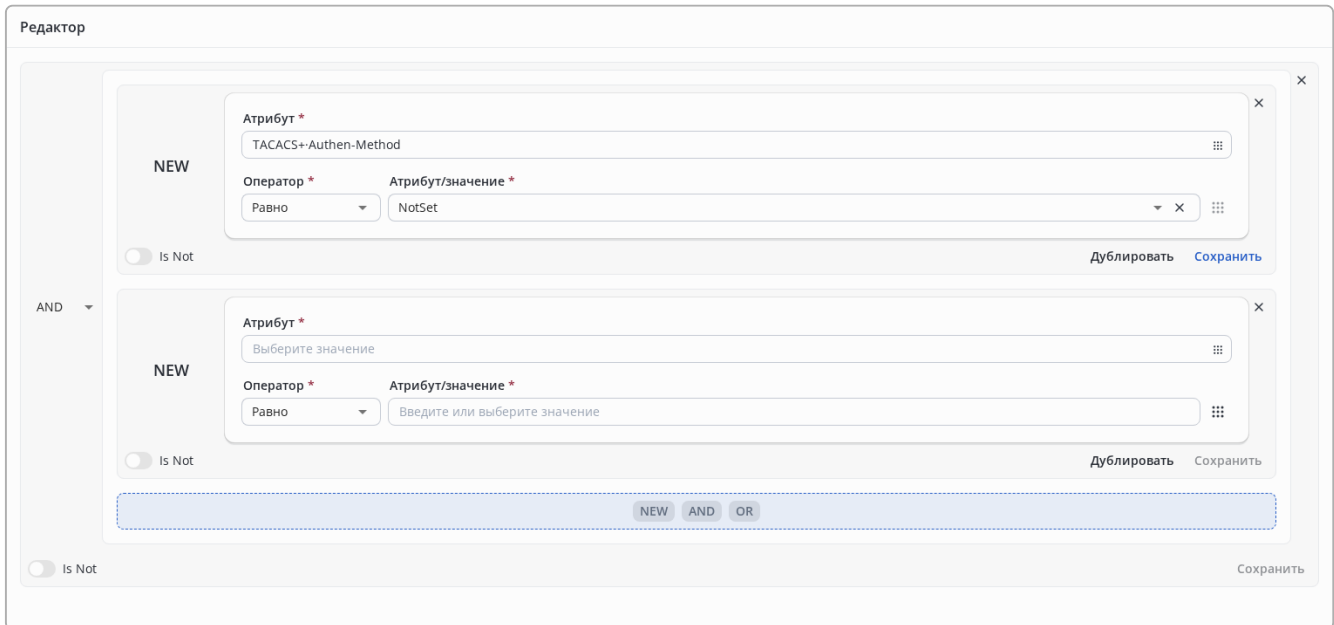 Редактор
Атрибут *
NEW
TACACS+·Authen-Method
Оператор * Атрибут/значение *
Равно NotSet
Is Not Дублировать Сохранить
AND
Атрибут *
NEW
Выберите значение
Оператор * Атрибут/значение *
Равно Введите или выберите значение
Is Not Дублировать Сохранить
NEW AND OR
Is Not Сохранить